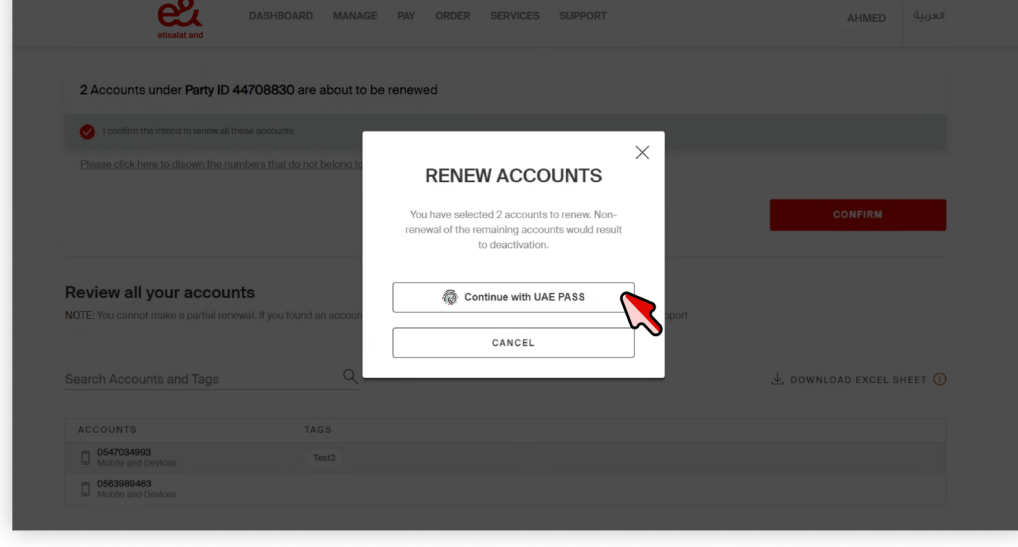 e&
etisalat and
DASHBOARD MANAGE PAY ORDER SERVICES SUPPORT
AHMED
العربية
2 Accounts under Party ID 44708830 are about to be renewed
I confirm the intend to renew all these accounts
Please click here to disown the numbers that do not belong to
CONFIRM
RENEW ACCOUNTS
You have selected 2 accounts to renew. Non-
renewal of the remaining accounts would result
to deactivation.
Continue with UAE PASS
CANCEL
Review all your accounts
NOTE: You cannot make a partial renewal. If you found an accoun
Search Accounts and Tags
DOWNLOAD EXCEL SHEET
ACCOUNTS TAGS
0547034993
Mobile and Devices
Test3
0563989463
Mobile and Devices